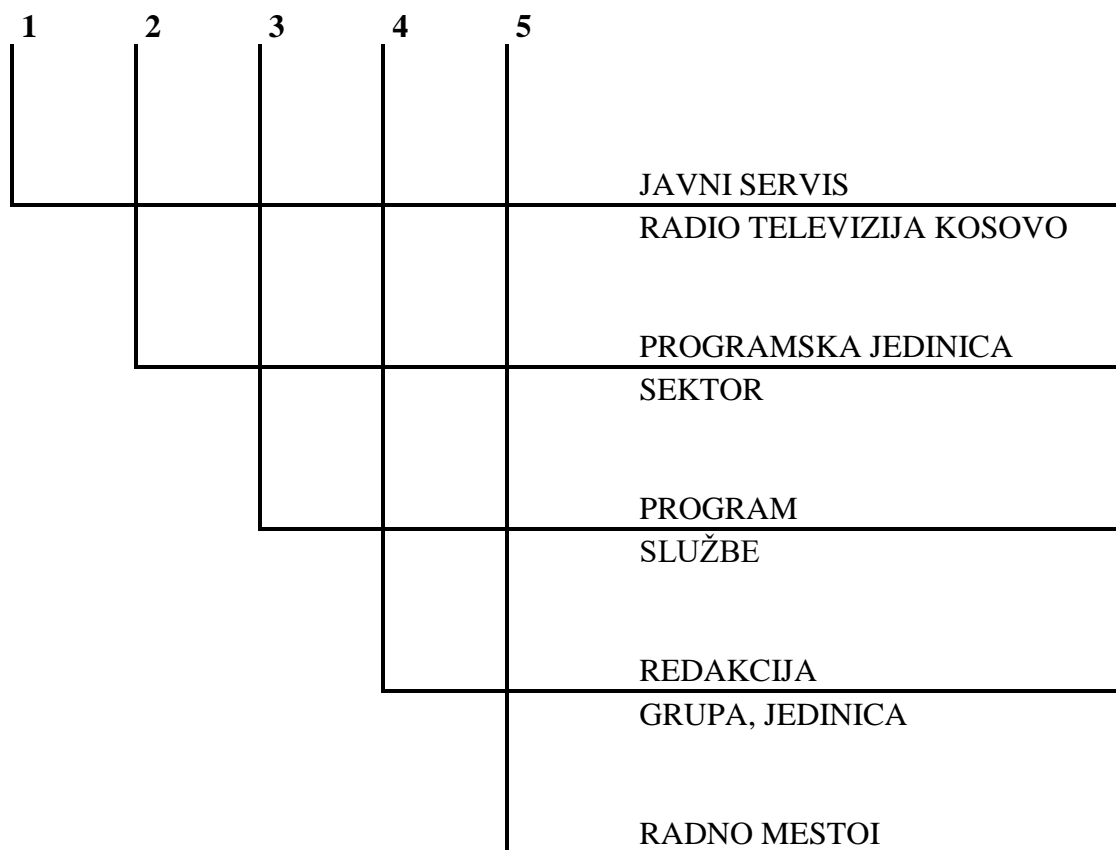 1 2 3 4 5
JAVNI SERVIS
RADIO TELEVIZIJA KOSOVO
PROGRAMSKA JEDINICA
SEKTOR
PROGRAM
SLUŽBE
REDAKCIJA
GRUPA, JEDINICA
RADNO MESTOI